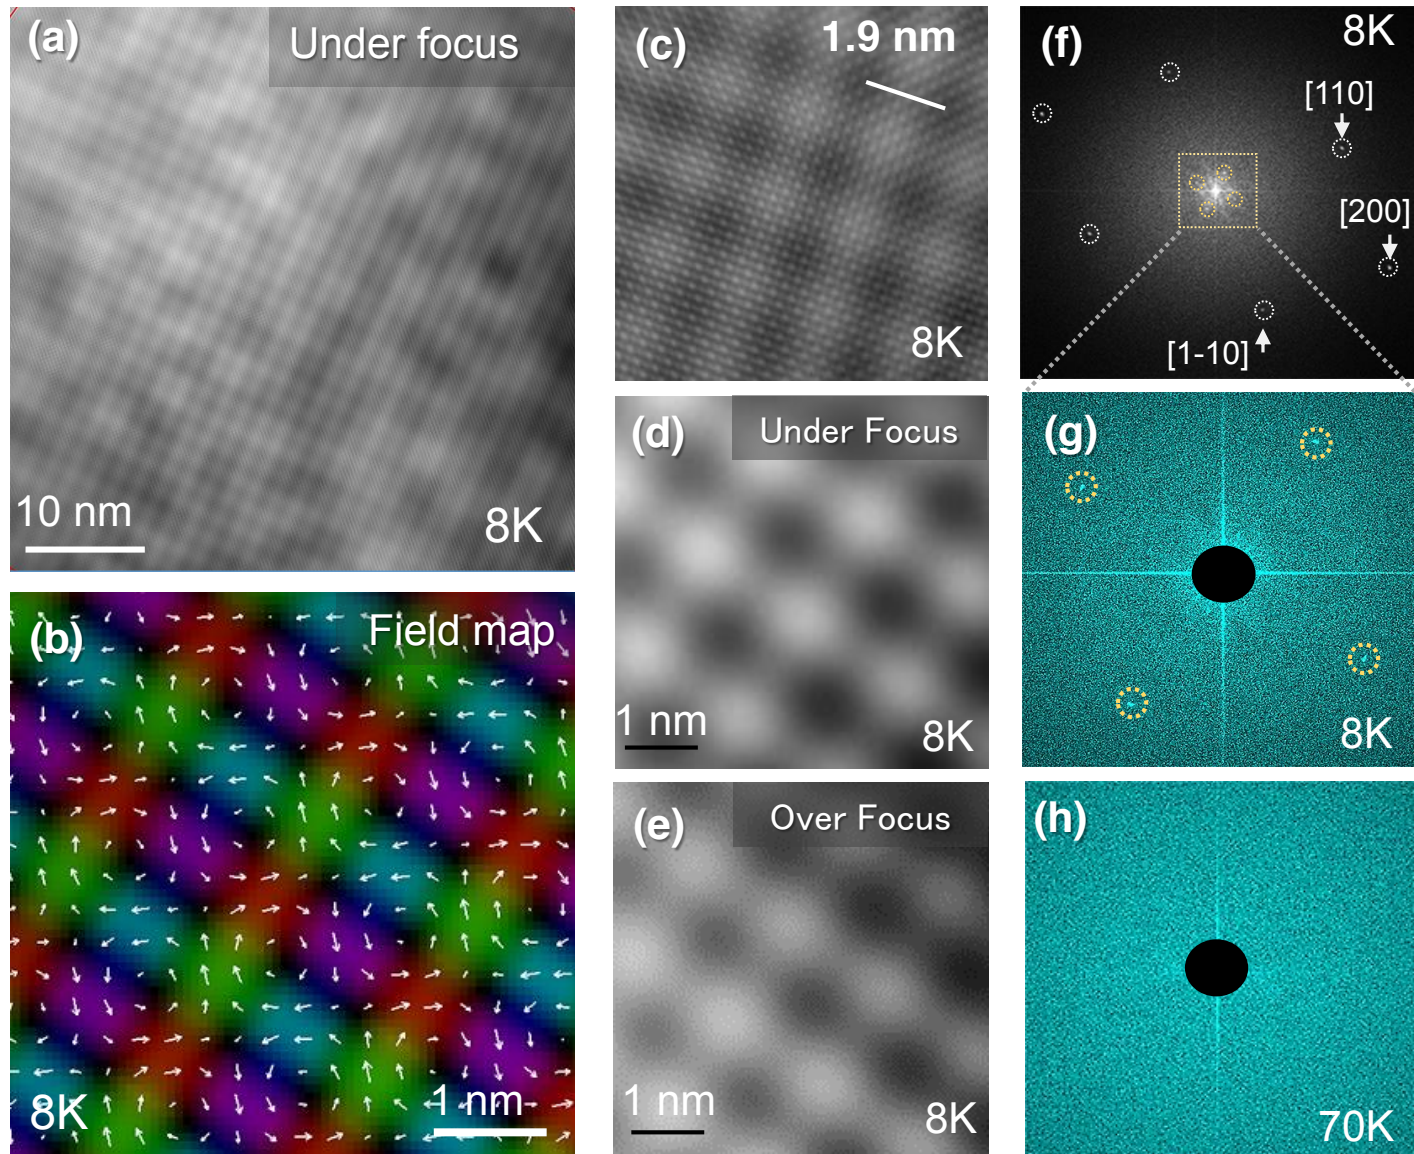 (a)
Under focus
10 nm
8K
(b)
Field map
8K
1 nm
(c)
1.9 nm
8K
(d)
Under Focus
1 nm
8K
(e)
Over Focus
1 nm
8K
(f)
8K
[110]
[200]
[1-10]
(g)
8K
(h)
70K